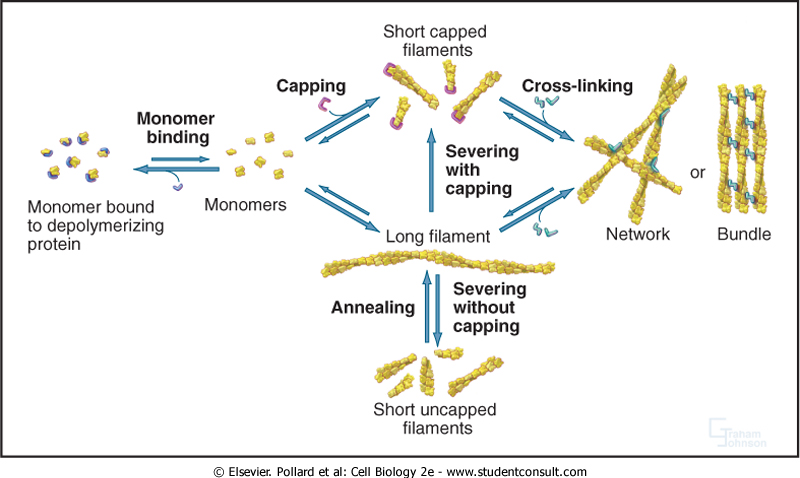 Short capped
filaments
Capping
Cross-linking
Monomer
binding
Severing
with
capping
or
Monomer bound
to depolymerizing
protein
Monomers
Long filament
Network
Bundle
Annealing
Severing
without
capping
Short uncapped
filaments
Graham
Johnson
© Elsevier. Pollard et al: Cell Biology 2e - www.studentconsult.com